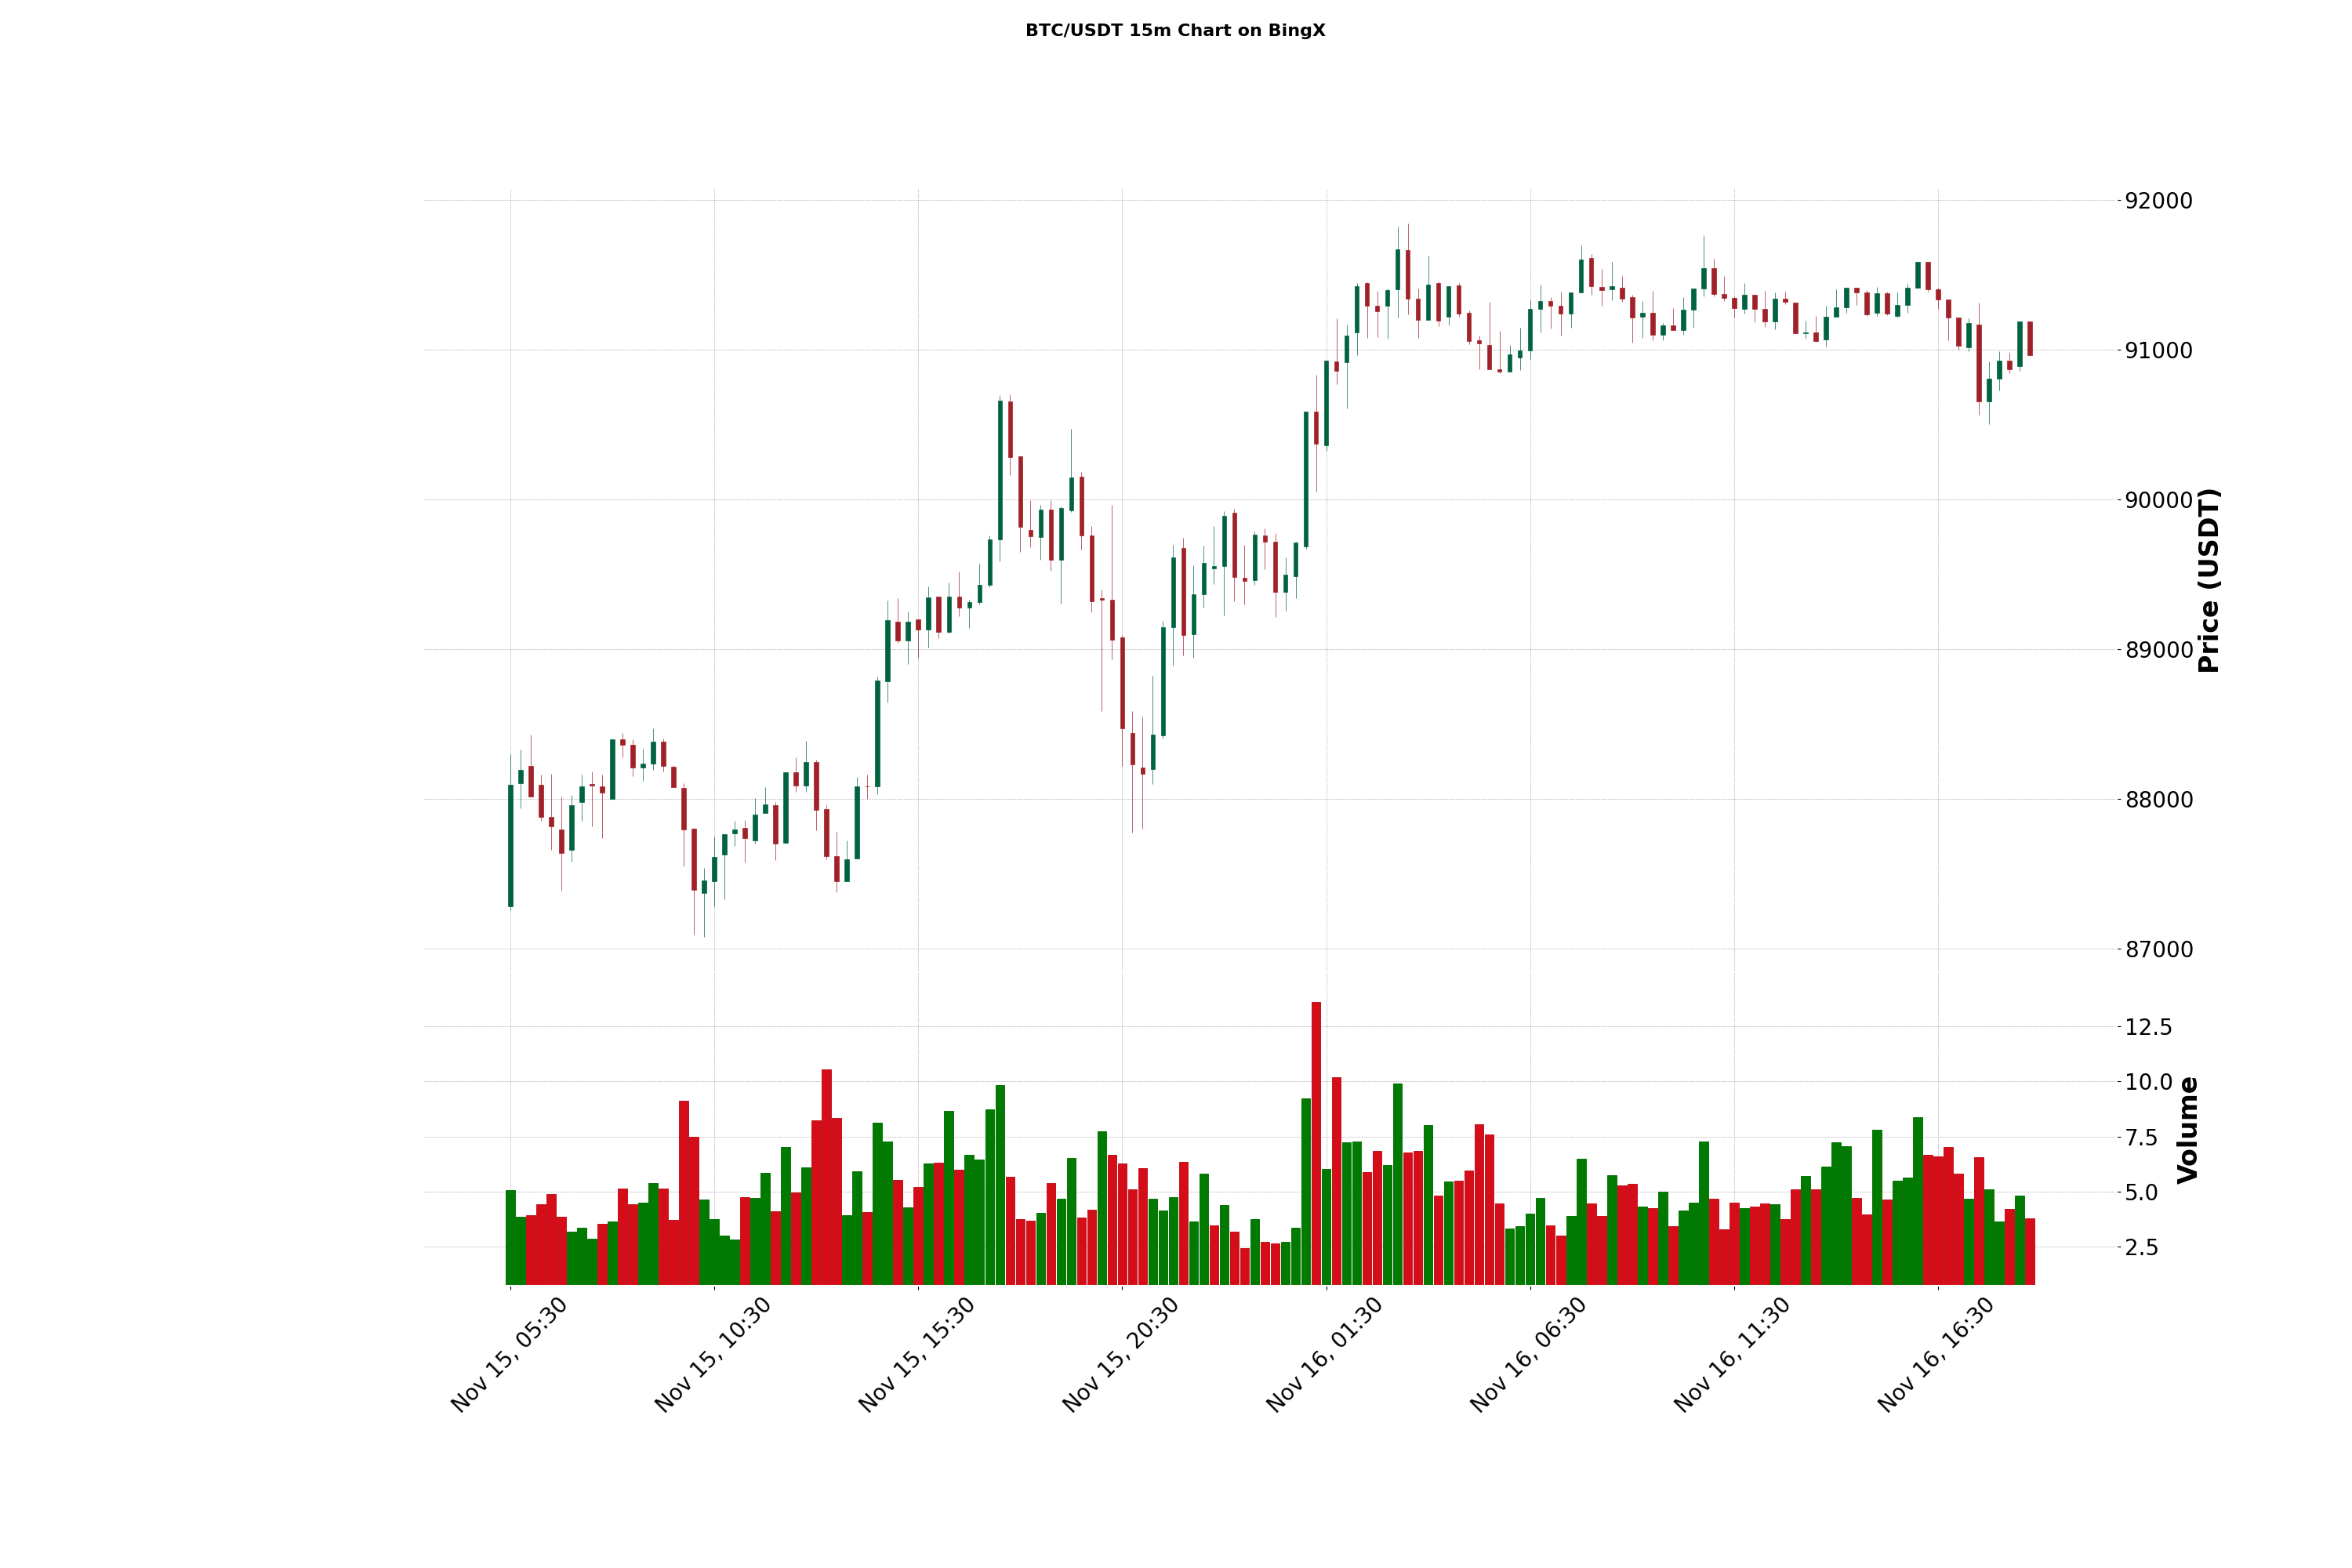 BTC/USDT 15m Chart on BingX
92000
91000
90000
89000
88000
87000
Price (USDT)
12.5
10.0
7.5
5.0
2.5
Volume
Nov 15, 05:30
Nov 15, 10:30
Nov 15, 15:30
Nov 15, 20:30
Nov 16, 01:30
Nov 16, 06:30
Nov 16, 11:30
Nov 16, 16:30